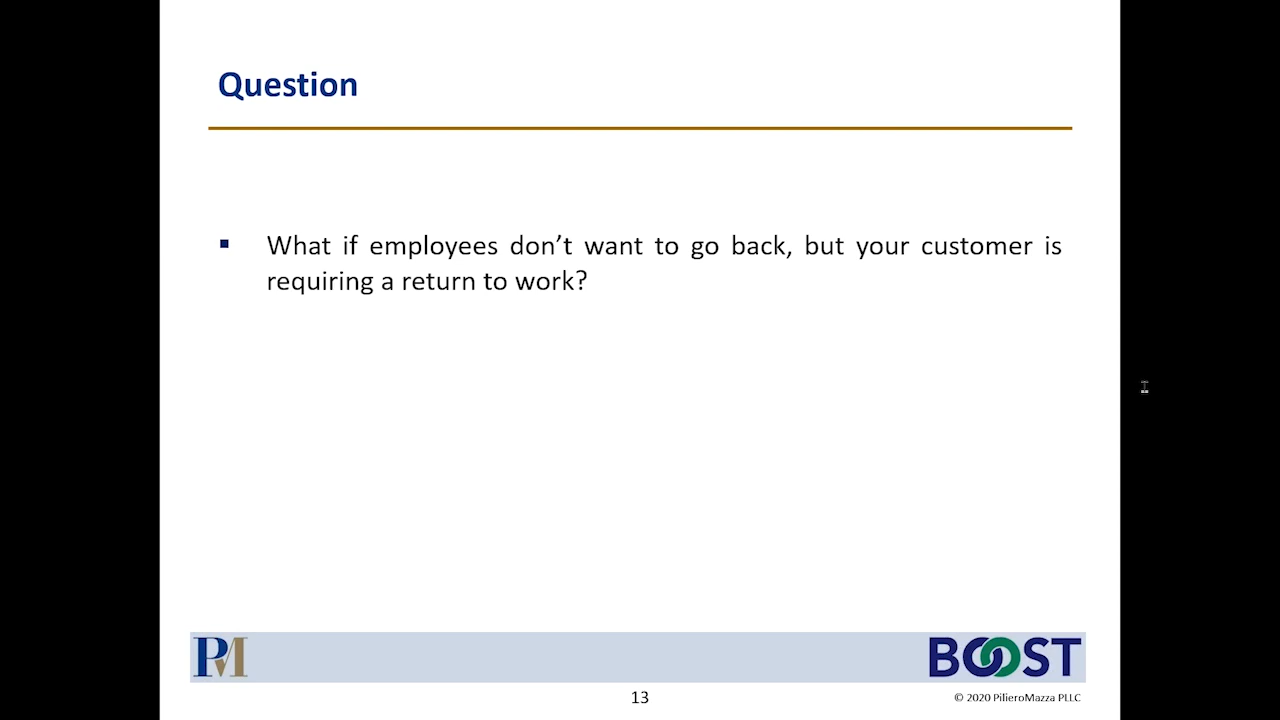 Question
▪ What if employees don’t want to go back, but your customer is
requiring a return to work?
PM
BOOST
13
© 2020 PilieroMazza PLLC